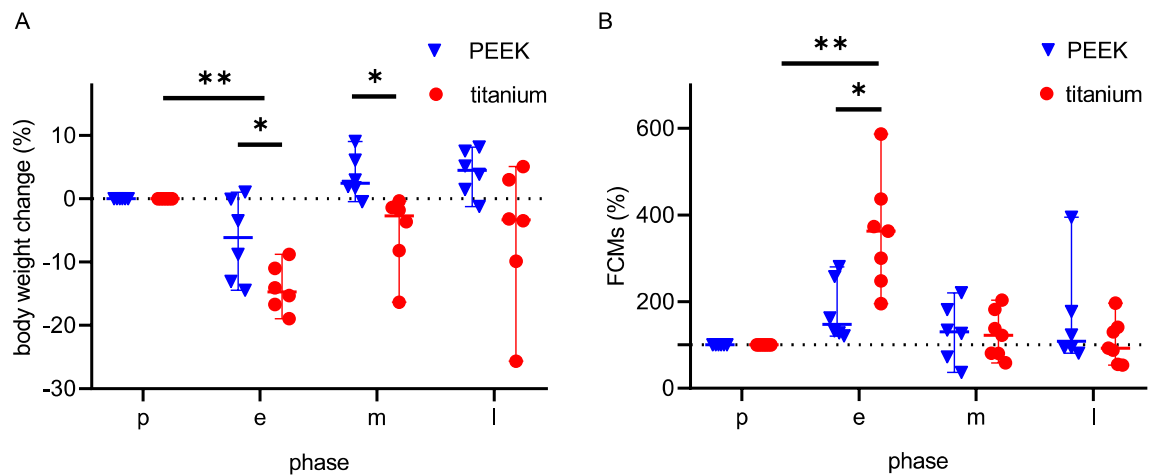 A
PEEK
titanium
**
*
*
body weight change (%)
10
0
-10
-20
-30
p e m l
phase
B
PEEK
titanium
**
*
FCMs (%)
600
400
200
0
p e m l
phase